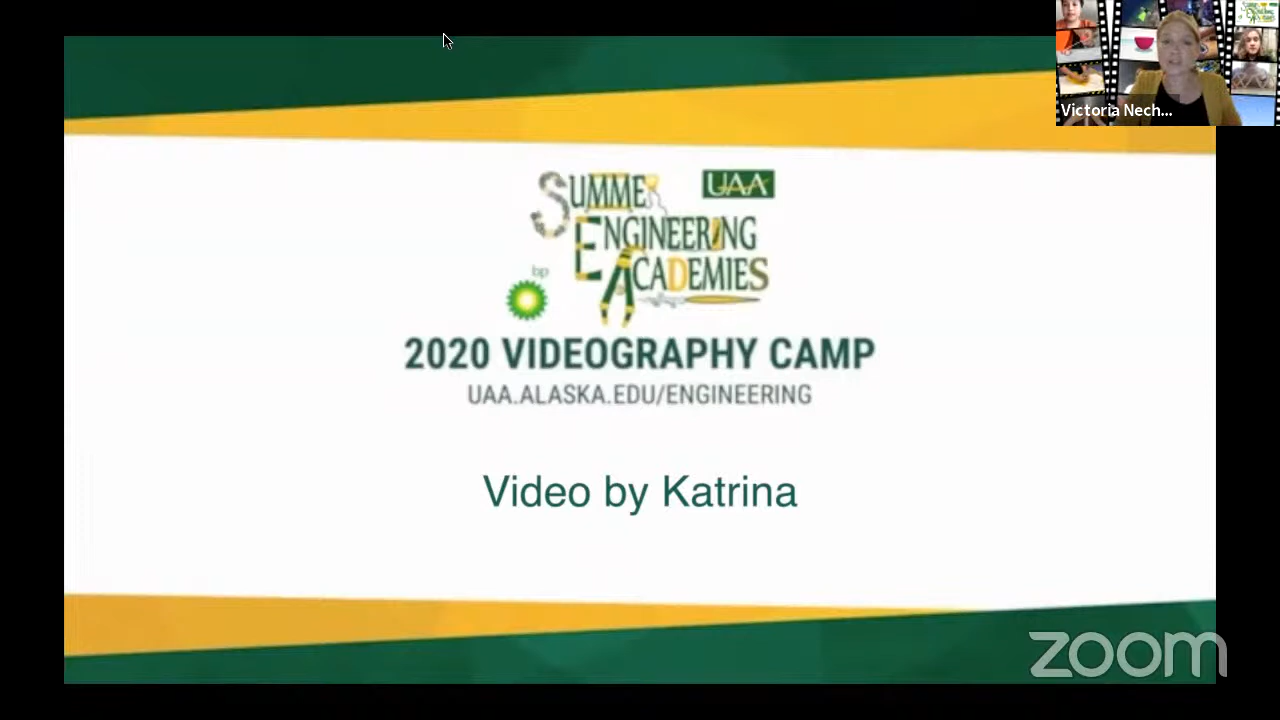 Victoria Nech...
SUMMER
UAA
ENGINEERING
ACADEMIES
bp
2020 VIDEOGRAPHY CAMP
UAA.ALASKA.EDU/ENGINEERING
Video by Katrina
zoom